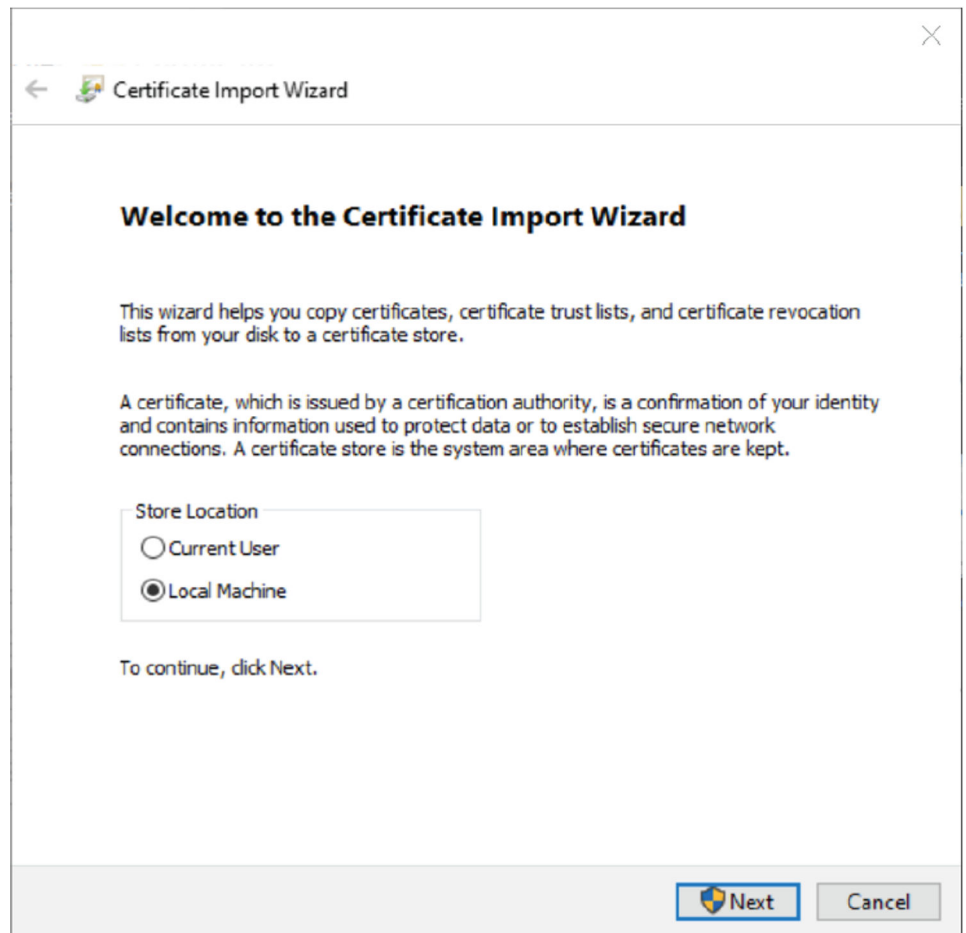 Certificate Import Wizard
Welcome to the Certificate Import Wizard
This wizard helps you copy certificates, certificate trust lists, and certificate revocation
lists from your disk to a certificate store.
A certificate, which is issued by a certification authority, is a confirmation of your identity
and contains information used to protect data or to establish secure network
connections. A certificate store is the system area where certificates are kept.
Store Location
Current User
Local Machine
To continue, click Next.
Next
Cancel